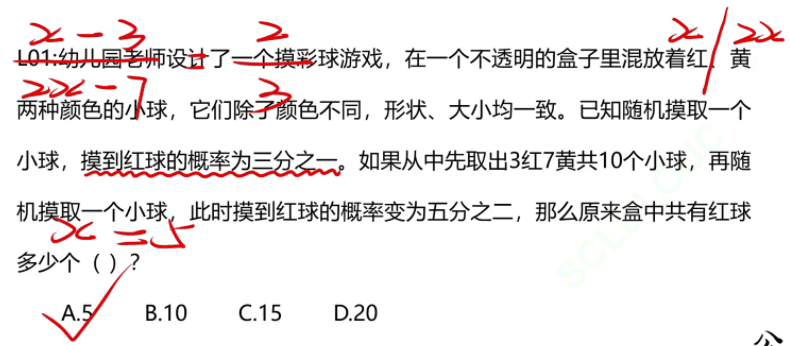 x-3 = 2 x / 2x
L01:幼儿园老师设计了一个摸彩球游戏，在一个不透明的盒子里混放着红、黄
2x-7 3
两种颜色的小球，它们除了颜色不同，形状、大小均一致。已知随机摸取一个
小球，摸到红球的概率为三分之一。如果从中先取出3红7黄共10个小球，再随
机摸取一个小球，此时摸到红球的概率变为五分之二，那么原来盒中共有红球
x=5
多少个（ ）？
A.5 B.10 C.15 D.20